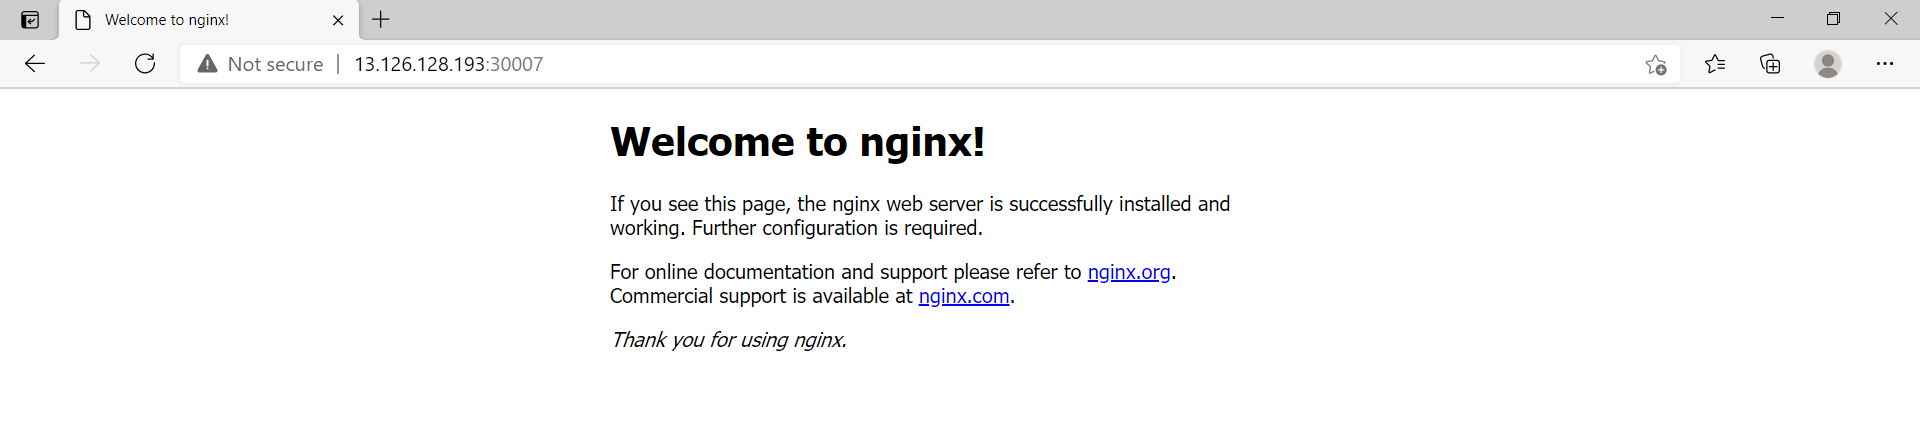 Welcome to nginx!
Not secure | 13.126.128.193:30007
Welcome to nginx!
If you see this page, the nginx web server is successfully installed and
working. Further configuration is required.
For online documentation and support please refer to nginx.org.
Commercial support is available at nginx.com.
Thank you for using nginx.